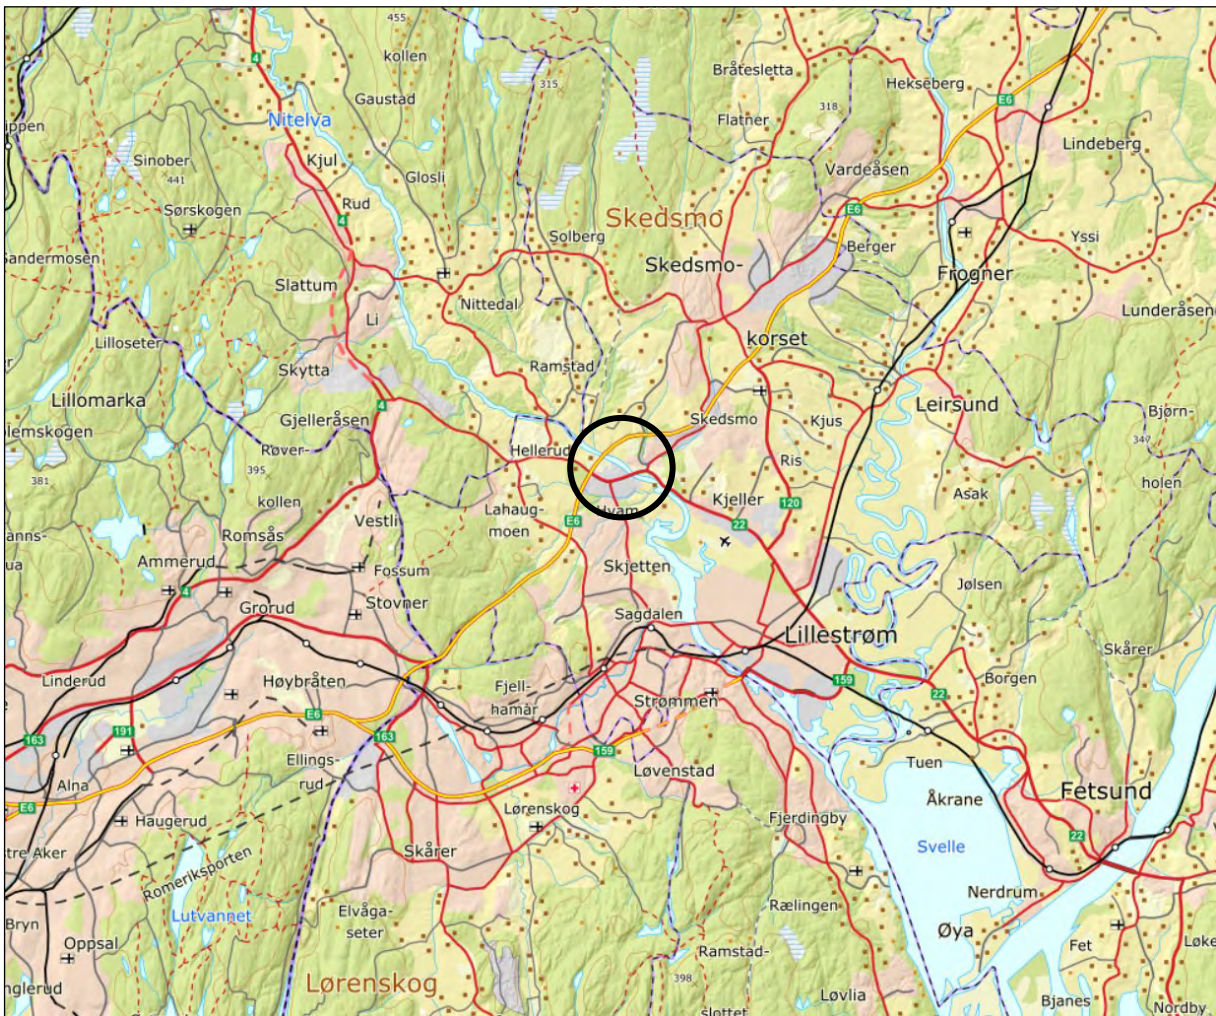 455
kollen
4
Gaustad
315
Bråtesletta
Hekseberg
318
E6
Flatner
Nitelva
Lindeberg
Sinober
441
Kjul
Glosli
Vardeåsen
Sørskogen
Rud
4
Skedsmo
E6
Solberg
Berger
Yssi
Skedsmo-
Frogner
Slattum
Nittedal
Lunderåsen
Li
Lilloseter
korset
Ramstad
Skytta
Lillomarka
4
Leirsund
Gjelleråsen
Skedsmo
Kjus
Bjørn-
holen
347
Røver-
kollen
395
Hellerud
Ris
381
Asak
Lahaug-
moen
Kjeller
120
Hvam
E6
22
Vestli
Romsås
Ammerud
Fossum
Skjetten
Jølsen
4
Stovner
Grorud
Sagdalen
Lillestrøm
Skårer
Linderud
Høybråten
Fjell-
hamar
159
Borgen
22
Strømmen
E6
191
163
163
159
Ellings-
rud
Løvenstad
Tuen
Alna
E6
Åkrane
Fetsund
Lørenskog
Haugerud
Fjerdingby
22
Svelle
Skårer
Romeriksporten
Nerdrum
Lutvannet
Elvåga-
seter
Rælingen
Bryn
Øya
Oppsal
Fet
Ramstad-
slottet
398
Lørenskog
Løvlia
Bjanes
Nordby